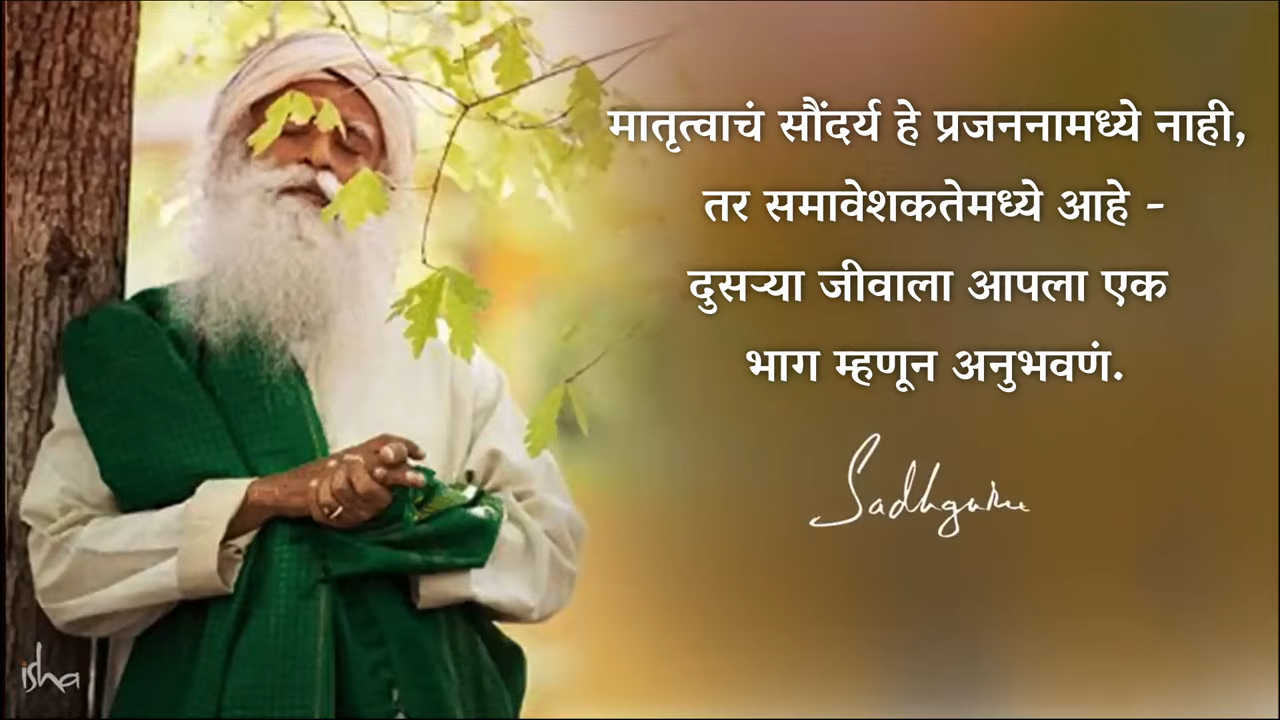 मातृत्वाचं सौंदर्य हे प्रजननामध्ये नाही,
तर समावेशकतेमध्ये आहे -
दुसऱ्या जीवाला आपला एक
भाग म्हणून अनुभवणं.
Sadhguru
isha